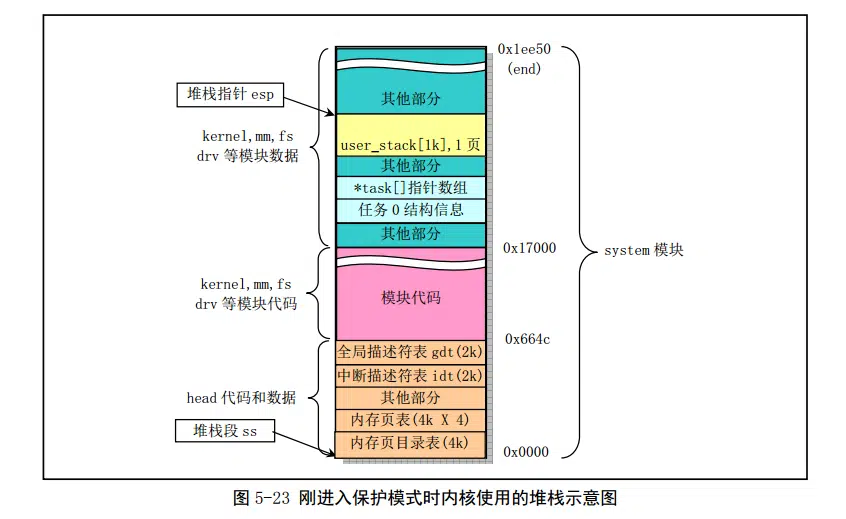 0x1ee50
(end)
堆栈指针 esp
其他部分
kernel,mm,fs
drv 等模块数据
user_stack[1k],1 页
其他部分
*task[]指针数组
任务 0 结构信息
其他部分
0x17000
system 模块
kernel,mm,fs
drv 等模块代码
模块代码
0x664c
全局描述符表 gdt(2k)
中断描述符表 idt(2k)
head 代码和数据
其他部分
内存页表(4k X 4)
堆栈段 ss
内存页目录表(4k)
0x0000
图 5-23 刚进入保护模式时内核使用的堆栈示意图